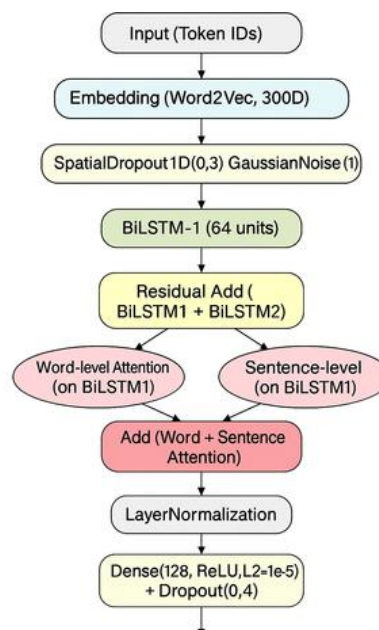 Input (Token IDs)
Embedding (Word2Vec, 300D)
SpatialDropout1D(0,3) GaussianNoise(1)
BiLSTM-1 (64 units)
Residual Add (
BiLSTM1 + BiLSTM2)
Word-level Attention
(on BiLSTM1)
Sentence-level
(on BiLSTM1)
Add (Word + Sentence
Attention)
LayerNormalization
Dense(128, ReLU,L2=1e-5)
+ Dropout(0,4)